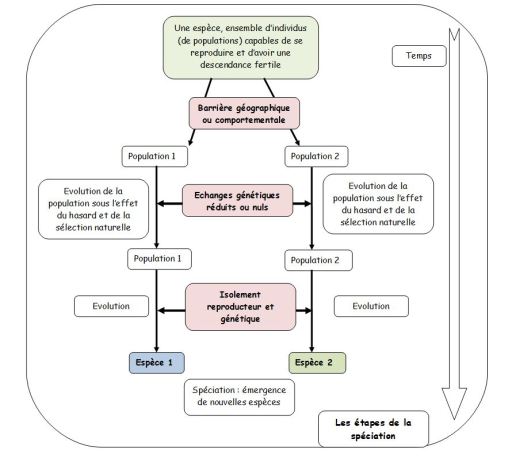 Une espèce, ensemble d'individus
(de populations) capables de se
reproduire et d'avoir une
descendance fertile
Temps
Barrière géographique
ou comportementale
Population 1
Population 2
Evolution de la
population sous l'effet
du hasard et de la
sélection naturelle
Echanges génétiques
réduits ou nuls
Evolution de la
population sous l'effet
du hasard et de la
sélection naturelle
Population 1
Population 2
Evolution
Isolement
reproducteur et
génétique
Evolution
Espèce 1
Espèce 2
Spéciation : émergence
de nouvelles espèces
Les étapes de la
spéciation